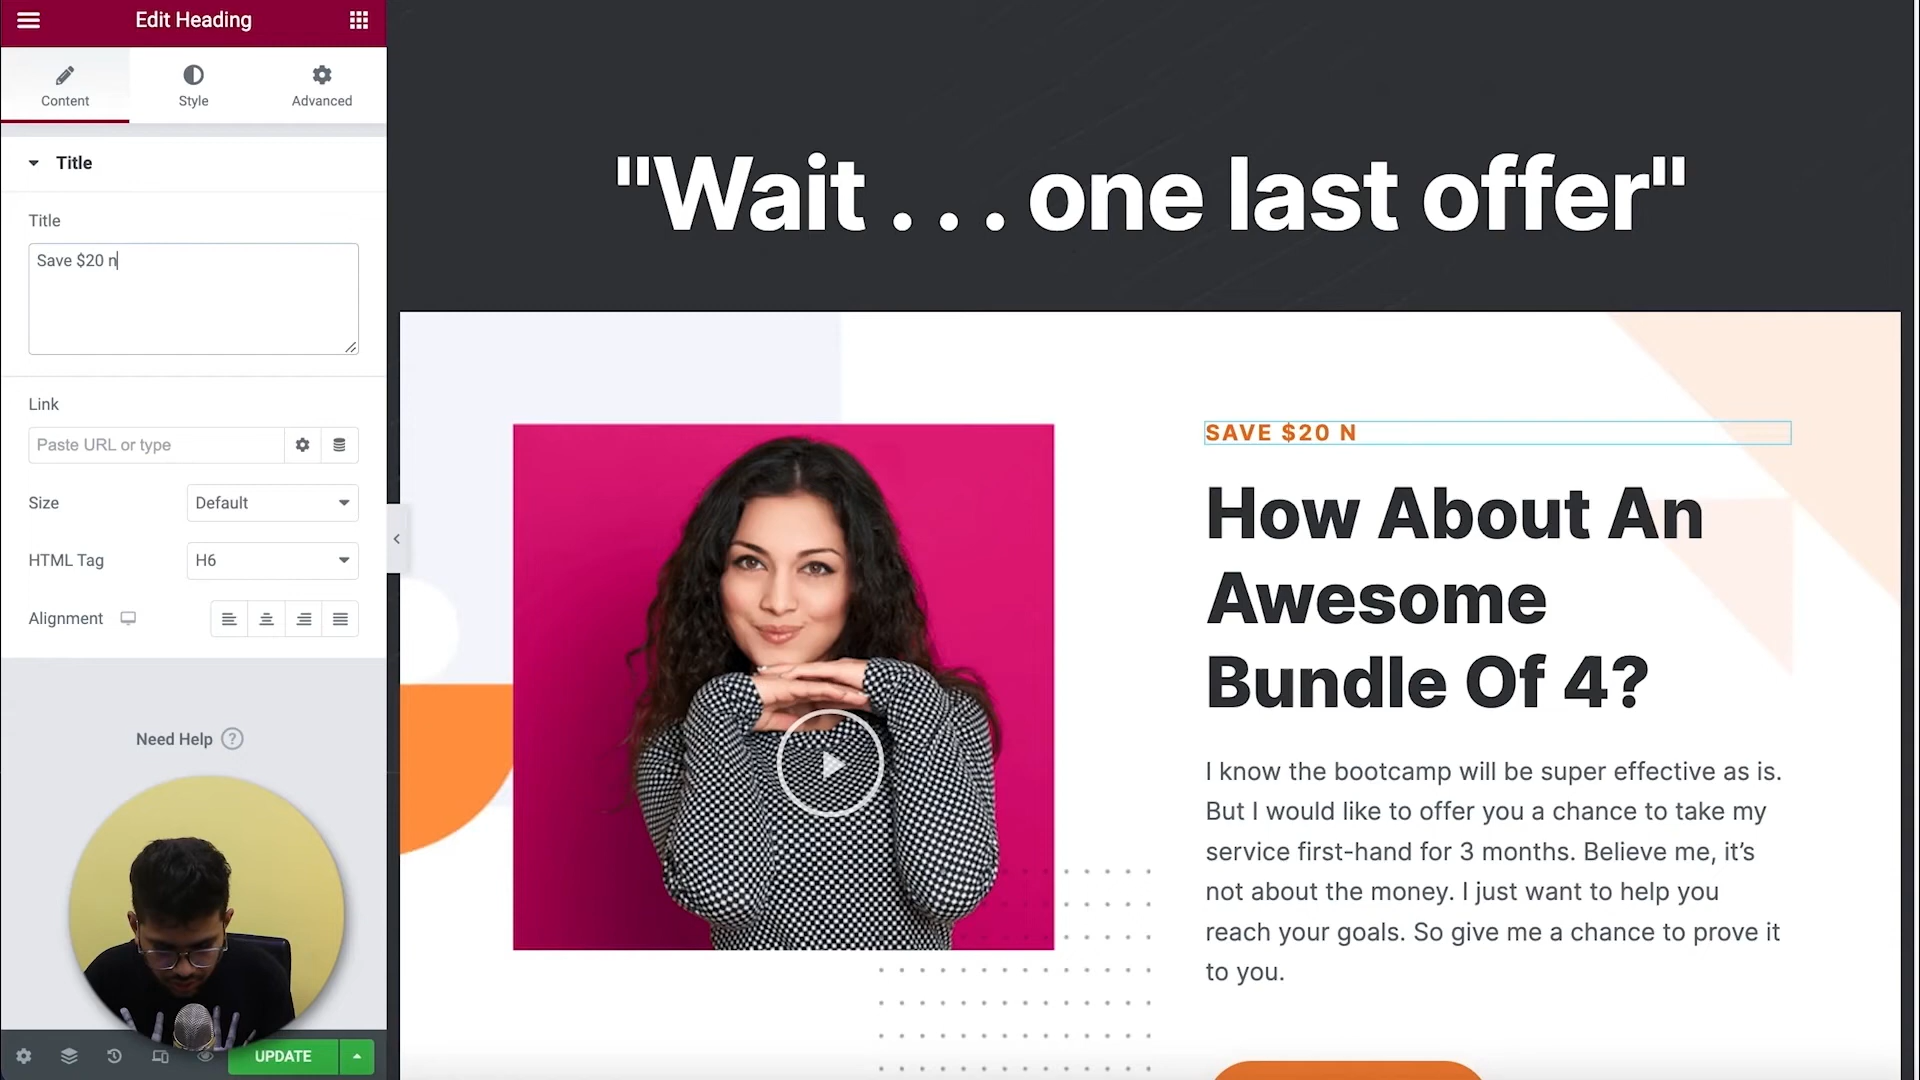 Edit Heading
Content
Style
Advanced
Title
Title
Save $20 n
Link
Paste URL or type
Size
Default
HTML Tag
H6
Alignment
Need Help ?
UPDATE
"Wait . . . one last offer"
SAVE $20 N
How About An
Awesome
Bundle Of 4?
I know the bootcamp will be super effective as is.
But I would like to offer you a chance to take my
service first-hand for 3 months. Believe me, it’s
not about the money. I just want to help you
reach your goals. So give me a chance to prove it
to you.